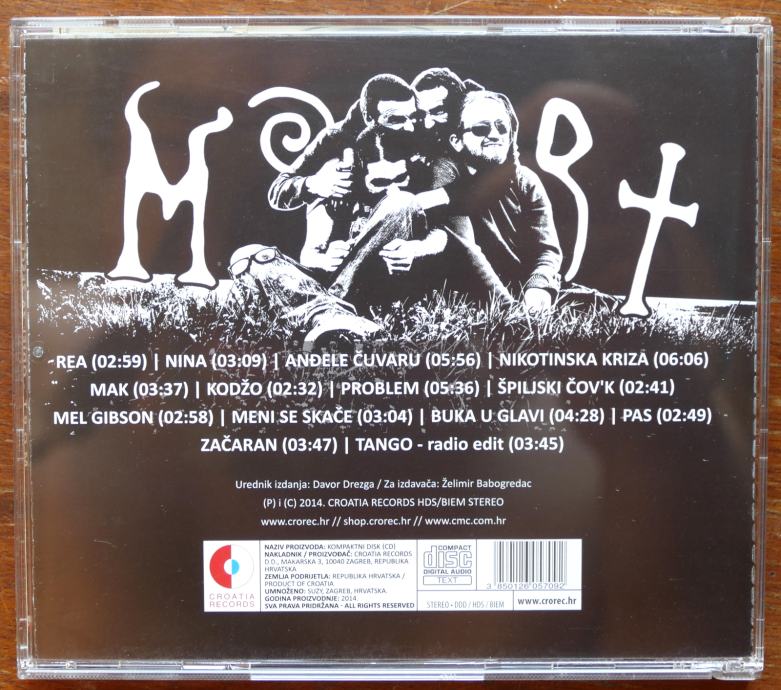 REA (02:59) | NINA (03:09) | ANĐELE ČUVARU (05:56) | NIKOTINSKA KRIZA (06:06)
MAK (03:37) | KODŽO (02:32) | PROBLEM (05:36) | ŠPILJSKI ČOV'K (02:41)
MEL GIBSON (02:58) | MENI SE SKAČE (03:04) | BUKA U GLAVI (04:28) | PAS (02:49)
ZAČARAN (03:47) | TANGO - radio edit (03:45)
Urednik izdanja: Davor Drezga / Za izdavača: Želimir Babogredac
(P) i (C) 2014. CROATIA RECORDS HDS/BIEM STEREO
www.crorec.hr // shop.crorec.hr // www.cmc.com.hr
CROATIA
RECORDS
NAZIV PROIZVODA: KOMPAKTNI DISK (CD)
NAKLADNIK / PROIZVOĐAČ: CROATIA RECORDS
D.D., MAKARSKA 3, 10040 ZAGREB, REPUBLIKA
HRVATSKA
ZEMLJA PODRIJETLA: REPUBLIKA HRVATSKA /
PRODUCT OF CROATIA
UMNOŽENO: SUZY, ZAGREB, HRVATSKA.
GODINA PROIZVODNJE: 2014.
SVA PRAVA PRIDRŽANA - ALL RIGHTS RESERVED
COMPACT
disc
DIGITAL AUDIO
TEXT
STEREO • DDD / HDS / BIEM
3 850126 057092
www.crorec.hr